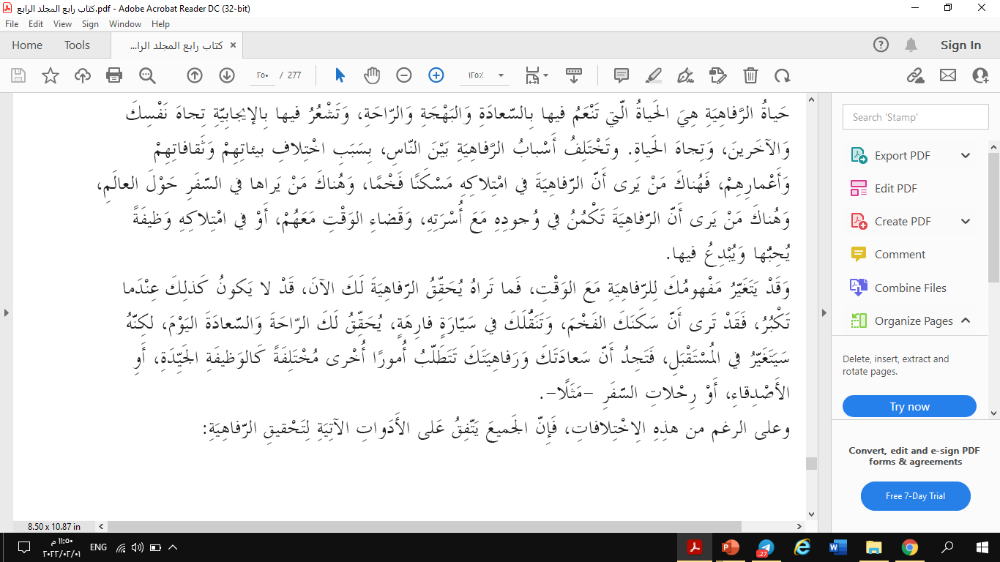 كتاب رابع المجلد الرابع.pdf - Adobe Acrobat Reader DC (32-bit)
File Edit View Sign Window Help
Home Tools كتاب رابع المجلد الرا... ×
Sign In
٢٥٠ / 277
١٢٥٪
حَياةُ الرَّفاهِيَةِ هِيَ الحَياةُ الّتي تَنْعَمُ فيها بِالسّعادَةِ وَالبَهْجَةِ وَالرّاحَةِ، وَتَشْعُرُ فيها بِالإيجابِيّةِ تجاهَ نَفْسِكَ
وَالآخَرينَ، وَتِجاهَ الحَياةِ. وَتَخْتَلِفُ أَسْبابُ الرَّفاهِيَةِ بَيْنَ النّاسِ، بِسَبَبِ اخْتِلافِ بيئاتِهِمْ وَثَقافاتِهِمْ
وَأَعْمارِهِمْ، فَهُناكَ مَنْ يَرى أَنّ الرّفاهِيَةَ في امْتِلاكِهِ مَسْكَنًا فَخْمًا، وَهُناكَ مَنْ يَراها في السّفَرِ حَوْلَ العالَمِ،
وَهُناكَ مَنْ يَرى أَنّ الرّفاهِيَةَ تَكْمُنُ في وُجودِهِ مَعَ أُسْرَتِهِ، وَقَضاءِ الوَقْتِ مَعَهُمْ، أَوْ في امْتِلاكِهِ وَظيفَةً
يُحِبُّها وَيُبْدِعُ فيها.
وَقَدْ يَتَغَيّرُ مَفْهومُكَ لِلرّفاهِيَةِ مَعَ الوَقْتِ، فَما تَراهُ يُحَقِّقُ الرّفاهِيَةَ لَكَ الآنَ، قَدْ لا يَكونُ كَذلِكَ عِنْدَما
تَكْبُرُ، فَقَدْ تَرى أَنّ سَكَنَكَ الفَخْمَ، وَتَنَقُّلَكَ في سَيّارَةٍ فارِهَةٍ، يُحَقِّقُ لَكَ الرّاحَةَ وَالسّعادَةَ اليَوْمَ، لكِنّهُ
سَيَتَغَيّرُ في المُسْتَقْبَلِ، فَتَجِدُ أَنّ سَعادَتَكَ وَرَفاهِيَتَكَ تَتَطَلّبُ أُمورًا أُخْرى مُخْتَلِفَةً كَالوَظيفَةِ الجَيِّدَةِ، أَوِ
الأَصْدِقاءِ، أَوْ رِحْلاتِ السّفَرِ –مَثَلًا–.
وعلى الرغم من هذِهِ الاِخْتِلافاتِ، فَإِنّ الجَميعَ يَتّفِقُ عَلى الأَدَواتِ الآتِيَةِ لِتَحْقيقِ الرّفاهِيَةِ:
8.50 x 10.87 in
Search 'Stamp'
Export PDF
Edit PDF
Create PDF
Comment
Combine Files
Organize Pages
Delete, insert, extract and
rotate pages.
Try now
Convert, edit and e-sign PDF
forms & agreements
Free 7-Day Trial
١١:٥٠ م
ENG
٢٠٢٢/٠٢/٠١
.27